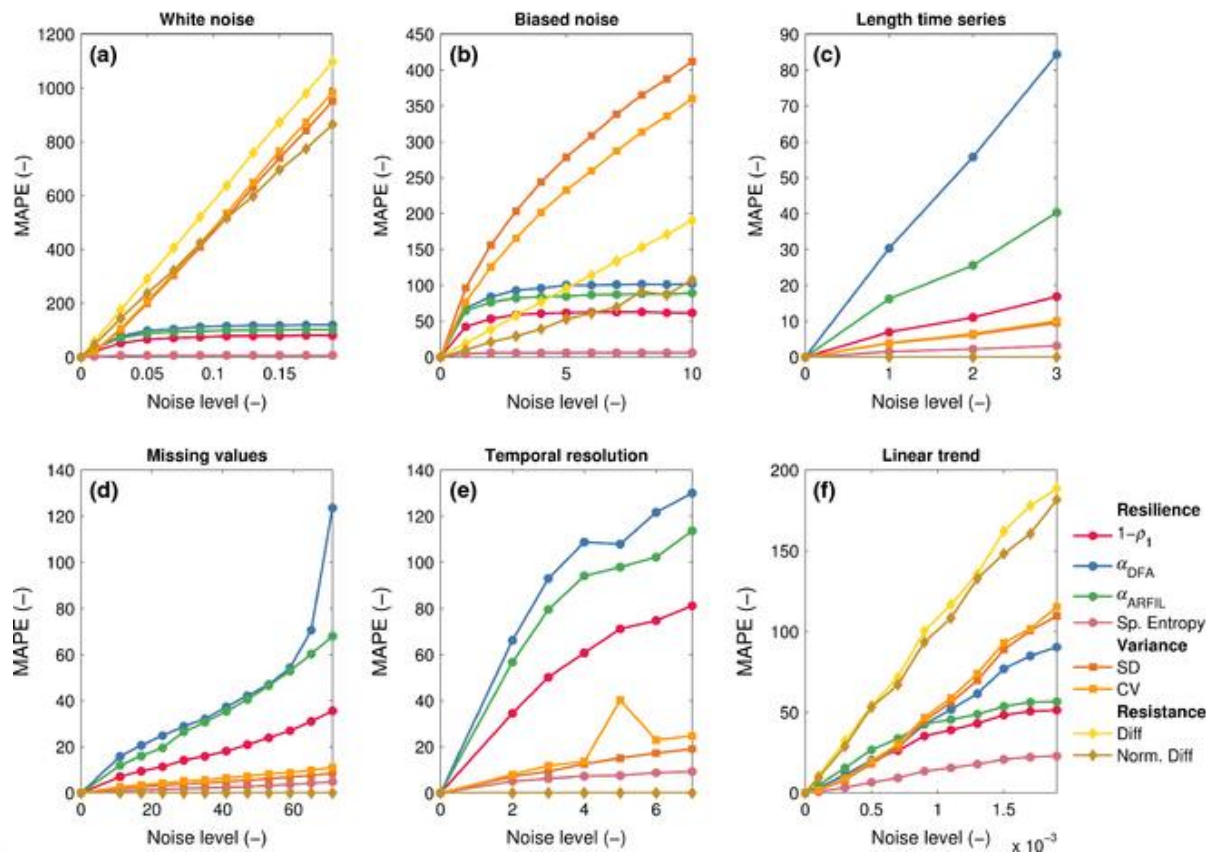 White noise
(a)
1200
1000
800
600
400
200
0
MAPE (−)
0 0.05 0.1 0.15
Noise level (−)
Biased noise
(b)
450
400
350
300
250
200
150
100
50
0
MAPE (−)
0 5 10
Noise level (−)
Length time series
(c)
90
80
70
60
50
40
30
20
10
0
MAPE (−)
0 1 2 3
Noise level (−)
Missing values
(d)
140
120
100
80
60
40
20
0
MAPE (−)
0 20 40 60
Noise level (−)
Temporal resolution
(e)
140
120
100
80
60
40
20
0
MAPE (−)
0 2 4 6
Noise level (−)
Linear trend
(f)
200
150
100
50
0
MAPE (−)
0 0.5 1 1.5
Noise level (−) x 10⁻³
Resilience
1−ρ₁
α_DFA
α_ARFIL
Sp. Entropy
Variance
SD
CV
Resistance
Diff
Norm. Diff